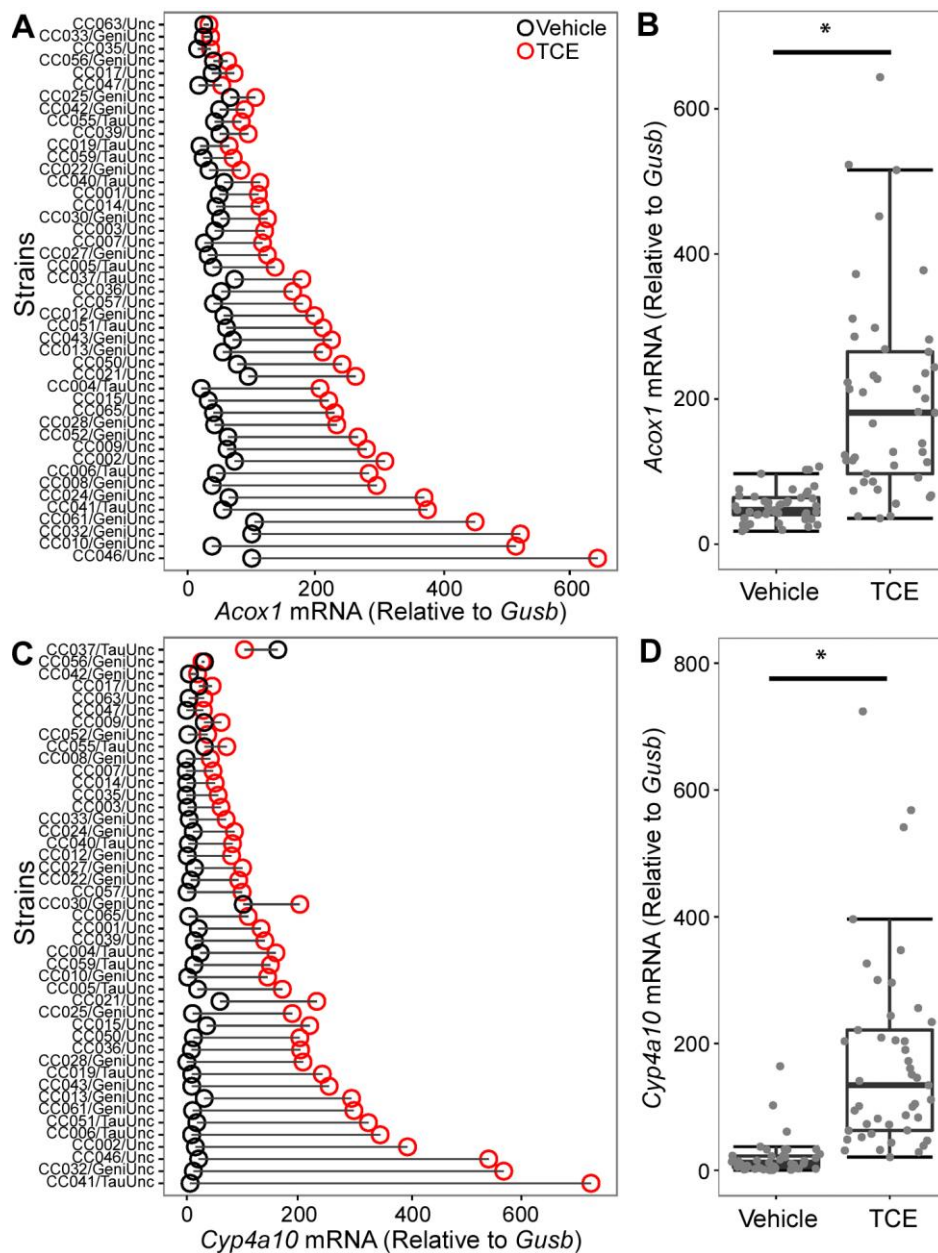 A
Vehicle
TCE
Strains
CC063/Unc
CC033/GeniUnc
CC035/Unc
CC056/GeniUnc
CC017/Unc
CC047/Unc
CC025/GeniUnc
CC042/GeniUnc
CC055/TauUnc
CC039/Unc
CC019/TauUnc
CC059/TauUnc
CC022/GeniUnc
CC040/TauUnc
CC001/Unc
CC014/Unc
CC030/GeniUnc
CC003/Unc
CC007/Unc
CC027/GeniUnc
CC005/TauUnc
CC037/TauUnc
CC036/Unc
CC057/Unc
CC012/GeniUnc
CC051/TauUnc
CC043/GeniUnc
CC013/GeniUnc
CC050/Unc
CC021/Unc
CC004/TauUnc
CC015/Unc
CC065/Unc
CC028/GeniUnc
CC052/GeniUnc
CC009/Unc
CC002/Unc
CC006/TauUnc
CC008/GeniUnc
CC024/GeniUnc
CC041/TauUnc
CC061/GeniUnc
CC032/GeniUnc
CC010/GeniUnc
CC046/Unc
0 200 400 600
Acox1 mRNA (Relative to Gusb)
B
*
Acox1 mRNA (Relative to Gusb)
600
400
200
0
Vehicle TCE
C
Strains
CC037/TauUnc
CC056/GeniUnc
CC042/GeniUnc
CC017/Unc
CC063/Unc
CC047/Unc
CC009/Unc
CC052/GeniUnc
CC055/TauUnc
CC008/GeniUnc
CC007/Unc
CC014/Unc
CC035/Unc
CC003/Unc
CC033/GeniUnc
CC024/GeniUnc
CC040/TauUnc
CC012/GeniUnc
CC027/GeniUnc
CC022/GeniUnc
CC057/Unc
CC030/GeniUnc
CC065/Unc
CC001/Unc
CC039/Unc
CC004/TauUnc
CC059/TauUnc
CC010/GeniUnc
CC005/TauUnc
CC021/Unc
CC025/GeniUnc
CC015/Unc
CC050/Unc
CC036/Unc
CC028/GeniUnc
CC019/TauUnc
CC043/GeniUnc
CC013/GeniUnc
CC061/GeniUnc
CC051/TauUnc
CC006/TauUnc
CC002/Unc
CC046/Unc
CC032/GeniUnc
CC041/TauUnc
0 200 400 600
Cyp4a10 mRNA (Relative to Gusb)
D
*
Cyp4a10 mRNA (Relative to Gusb)
800
600
400
200
0
Vehicle TCE